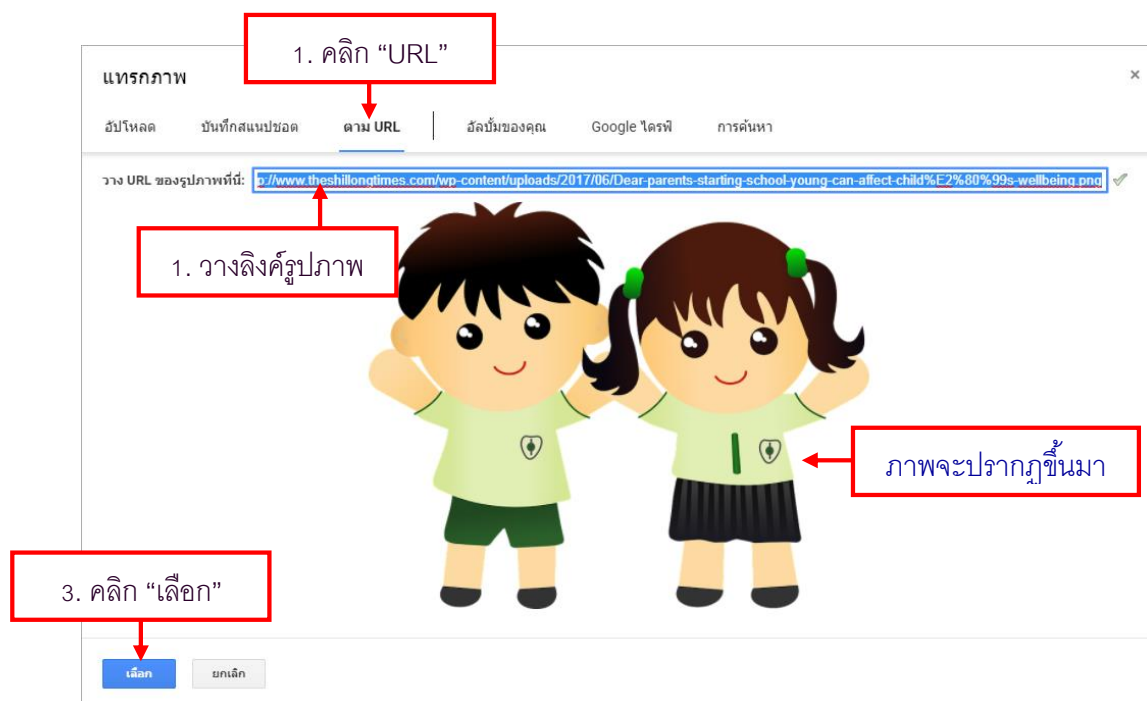 1. คลิก “URL”
แทรกภาพ
×
อัปโหลด บันทึกสแนปชอต ตาม URL อัลบั้มของคุณ Google ไดรฟ์ การค้นหา
วาง URL ของรูปภาพที่นี่: p://www.theshillongtimes.com/wp-content/uploads/2017/06/Dear-parents-starting-school-young-can-affect-child%E2%80%99s-wellbeing.png
1. วางลิงค์รูปภาพ
ภาพจะปรากฏขึ้นมา
3. คลิก “เลือก”
เลือก ยกเลิก